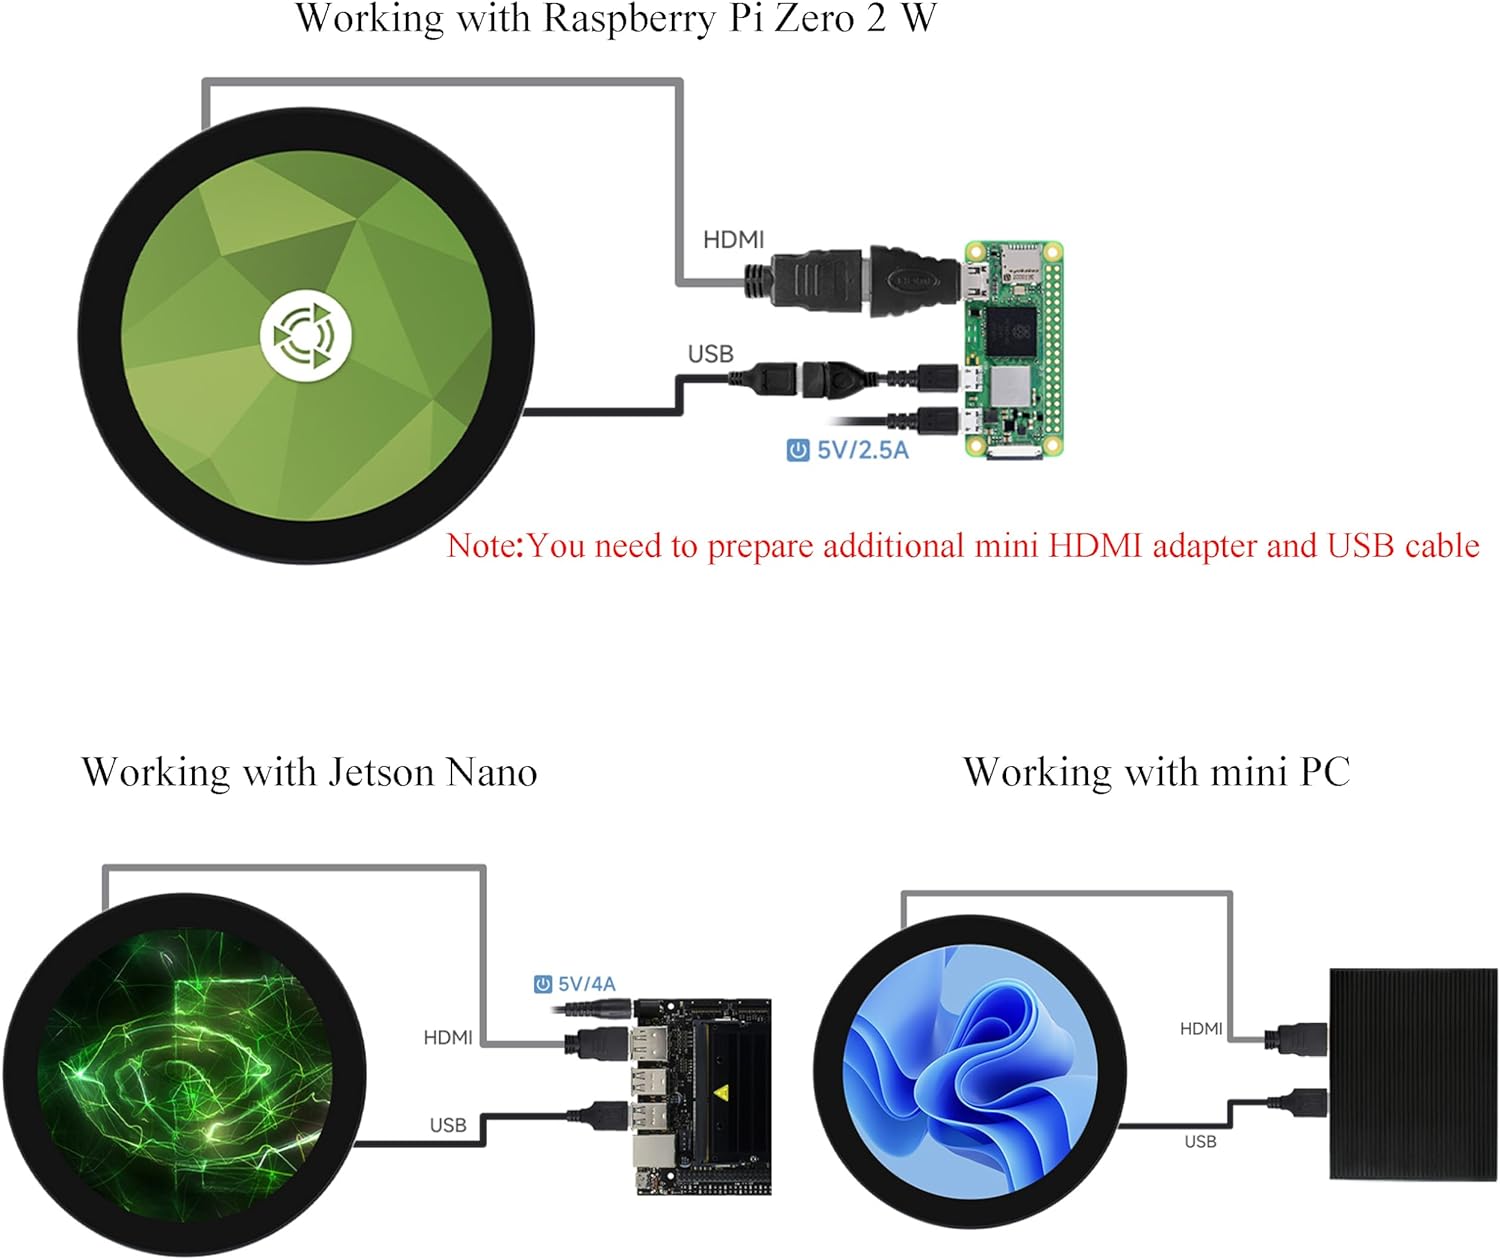 Working with Raspberry Pi Zero 2 W
HDMI
USB
5V/2.5A
Note:You need to prepare additional mini HDMI adapter and USB cable
Working with Jetson Nano
Working with mini PC
5V/4A
HDMI
USB
HDMI
USB